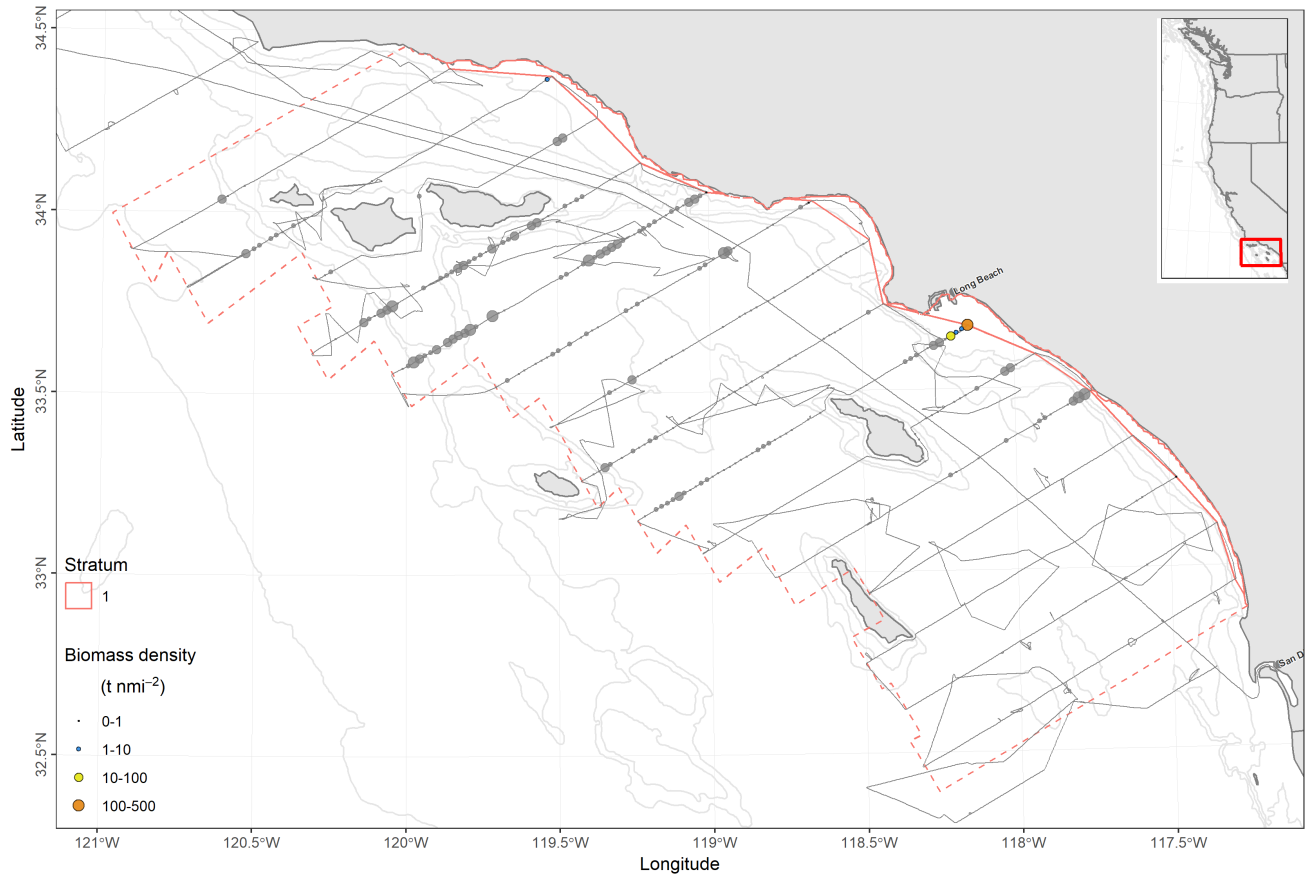 34.5°N
34°N
33.5°N
33°N
32.5°N
Latitude
Long Beach
San D
Stratum
1
Biomass density
(t nmi−2)
0-1
1-10
10-100
100-500
121°W
120.5°W
120°W
119.5°W
119°W
118.5°W
118°W
117.5°W
Longitude